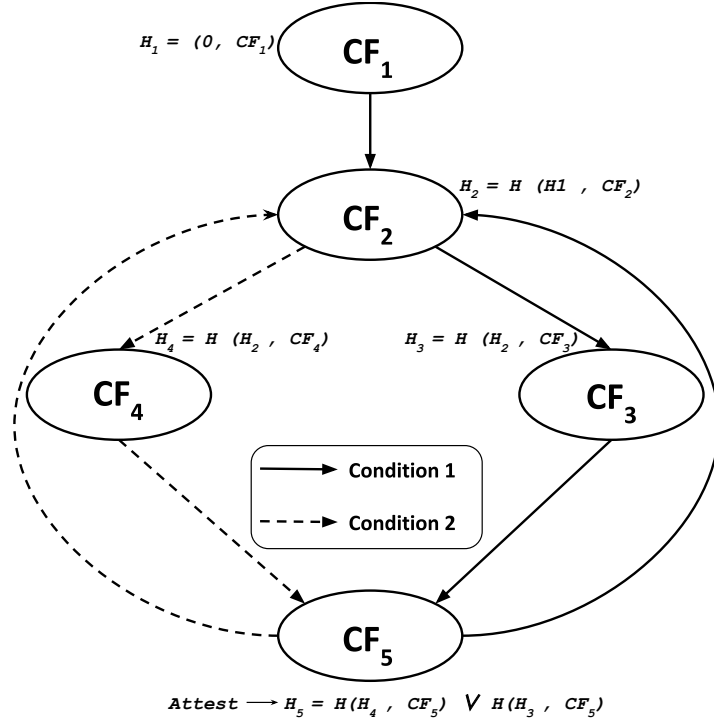 H₁ = (0, CF₁)
CF₁
H₂ = H (H1 , CF₂)
CF₂
H₄ = H (H₂ , CF₄)
H₃ = H (H₂ , CF₃)
CF₄
CF₃
Condition 1
Condition 2
CF₅
Attest → H₅ = H(H₄ , CF₅) ∨ H(H₃ , CF₅)